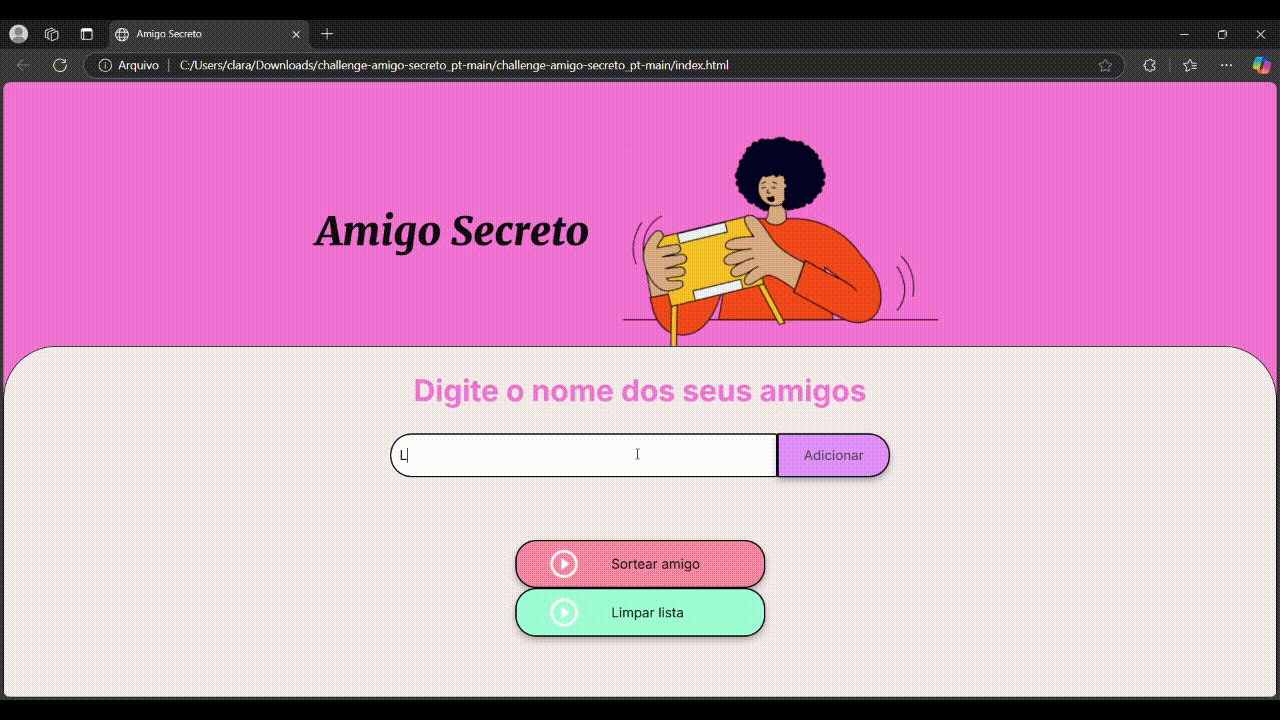 Amigo Secreto
Arquivo
C:/Users/clara/Downloads/challenge-amigo-secreto_pt-main/challenge-amigo-secreto_pt-main/index.html
Amigo Secreto
Digite o nome dos seus amigos
L
Adicionar
Sortear amigo
Limpar lista